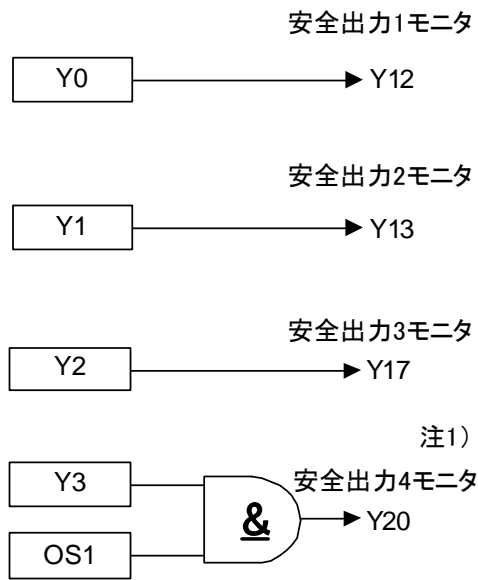 安全出力1モニタ
Y0
Y12
安全出力2モニタ
Y1
Y13
安全出力3モニタ
Y2
Y17
注1）
Y3
安全出力4モニタ
&
Y20
OS1